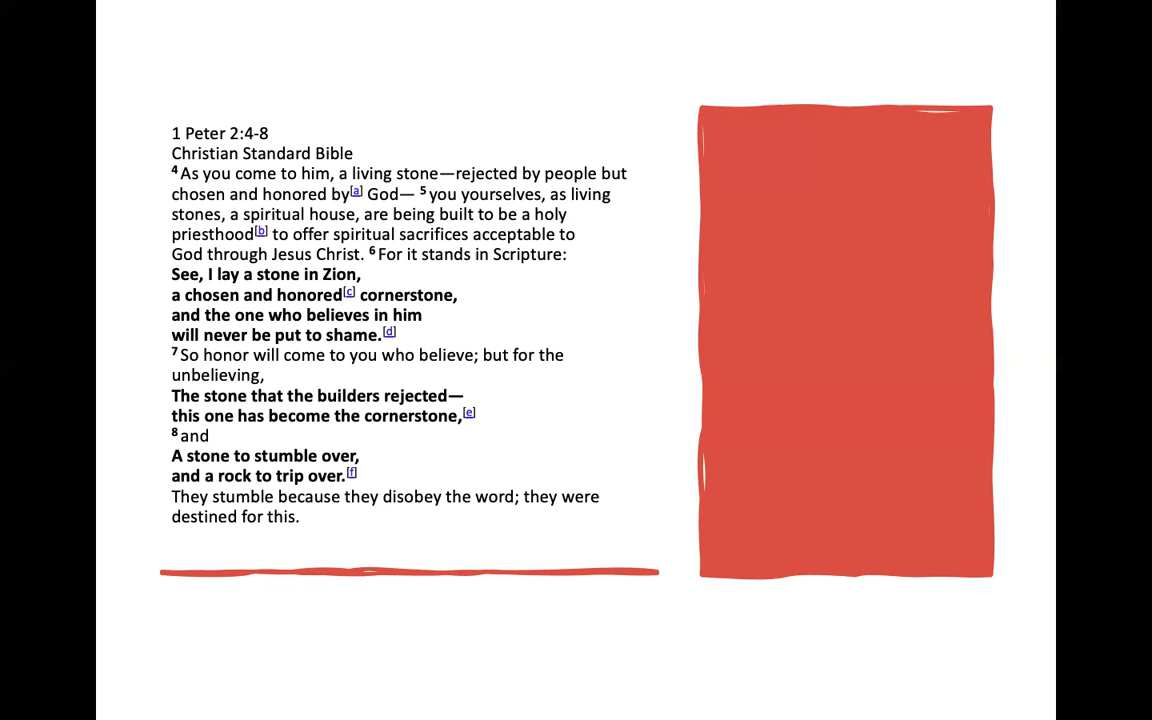 1 Peter 2:4-8
Christian Standard Bible
4 As you come to him, a living stone—rejected by people but
chosen and honored by[a] God— 5 you yourselves, as living
stones, a spiritual house, are being built to be a holy
priesthood[b] to offer spiritual sacrifices acceptable to
God through Jesus Christ. 6 For it stands in Scripture:
See, I lay a stone in Zion,
a chosen and honored[c] cornerstone,
and the one who believes in him
will never be put to shame.[d]
7 So honor will come to you who believe; but for the
unbelieving,
The stone that the builders rejected—
this one has become the cornerstone,[e]
8 and
A stone to stumble over,
and a rock to trip over.[f]
They stumble because they disobey the word; they were
destined for this.